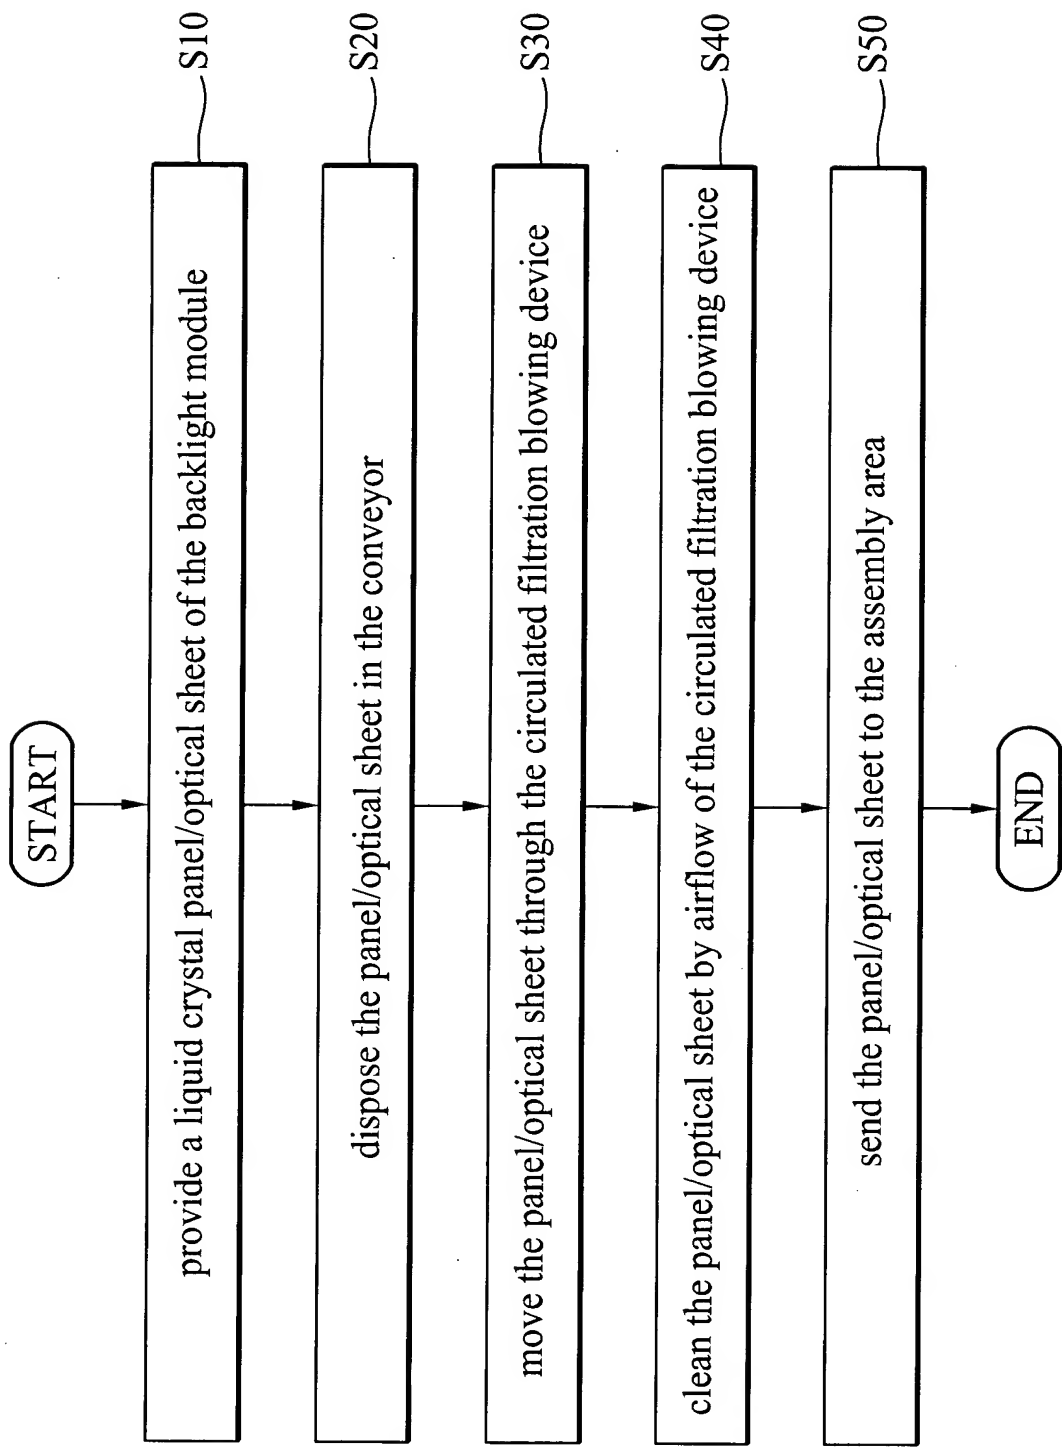 START
provide a liquid crystal panel/optical sheet of the backlight module
S10
dispose the panel/optical sheet in the conveyor
S20
move the panel/optical sheet through the circulated filtration blowing device
S30
clean the panel/optical sheet by airflow of the circulated filtration blowing device
S40
send the panel/optical sheet to the assembly area
S50
END